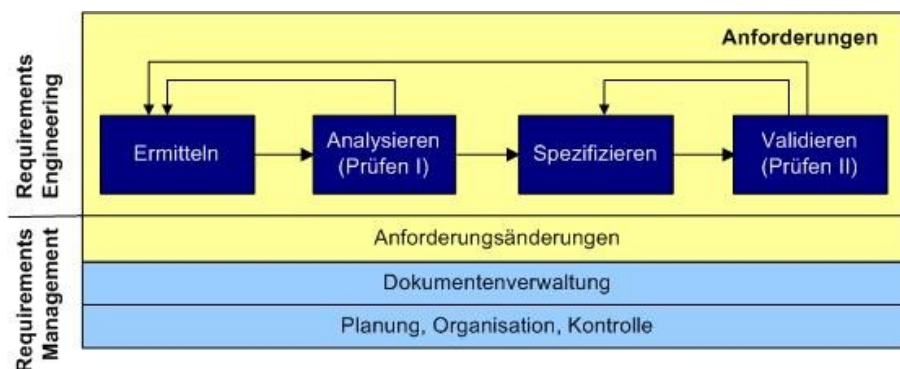 Anforderungen
Requirements
Engineering
Ermitteln
Analysieren
(Prüfen I)
Spezifizieren
Validieren
(Prüfen II)
Requirements
Management
Anforderungsänderungen
Dokumentenverwaltung
Planung, Organisation, Kontrolle